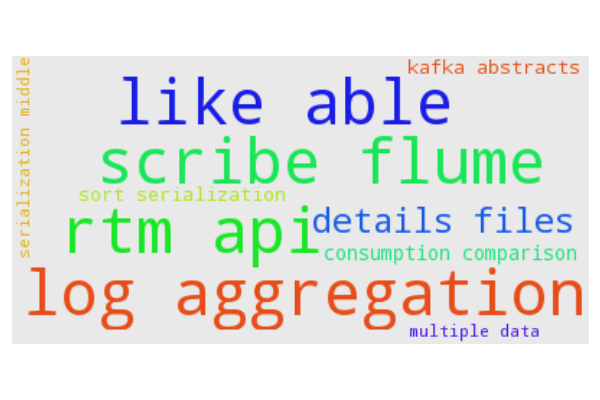 kafka abstracts
like able
scribe flume
sort serialization
rtm api
details files
consumption comparison
log aggregation
multiple data
serialization middle